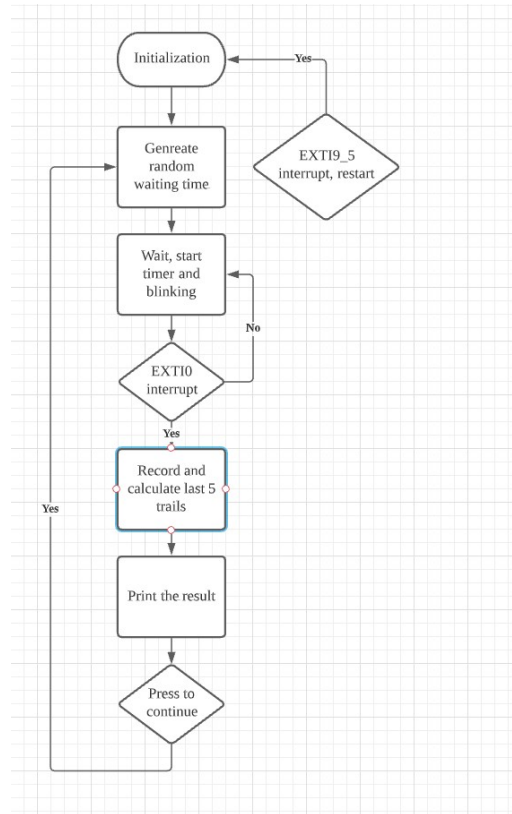 Initialization
Yes
Genreate
random
waiting time
EXTI9_5
interrupt, restart
Wait, start
timer and
blinking
No
EXTI0
interrupt
Yes
Record and
calculate last 5
trails
Yes
Print the result
Press to
continue